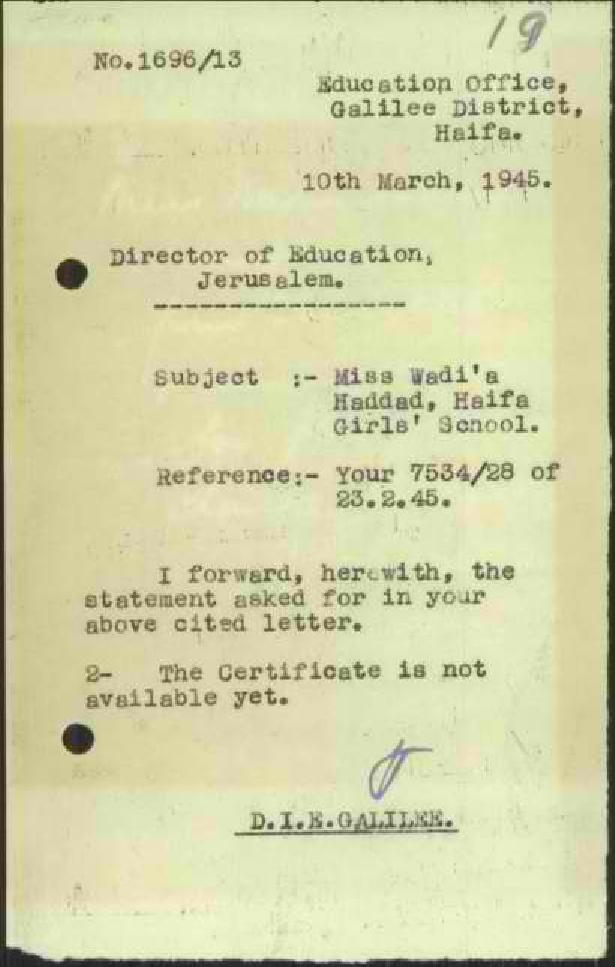 19
No.1696/13
Education Office,
Galilee District,
Haifa.
10th March, 1945.
Director of Education,
Jerusalem.
Subject :- Miss Wadi'a
Haddad, Haifa
Girls' School.
Reference:- Your 7534/28 of
23.2.45.
I forward, herewith, the
statement asked for in your
above cited letter.
2- The Certificate is not
available yet.
D.I.E.GALILEE.